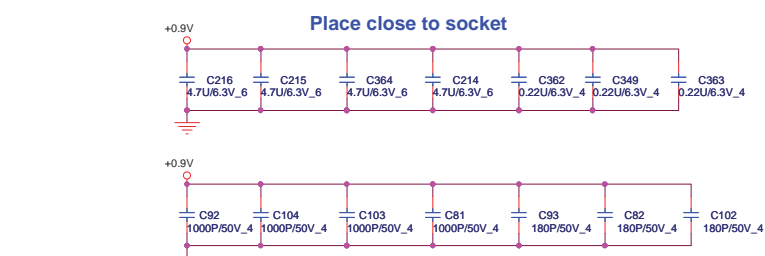 Place close to socket
+0.9V
C216 C215 C364 C214 C362 C349 C363
4.7U/6.3V_6 4.7U/6.3V_6 4.7U/6.3V_6 4.7U/6.3V_6 0.22U/6.3V_4 0.22U/6.3V_4 0.22U/6.3V_4
+0.9V
C92 C104 C103 C81 C93 C82 C102
1000P/50V_4 1000P/50V_4 1000P/50V_4 1000P/50V_4 180P/50V_4 180P/50V_4 180P/50V_4